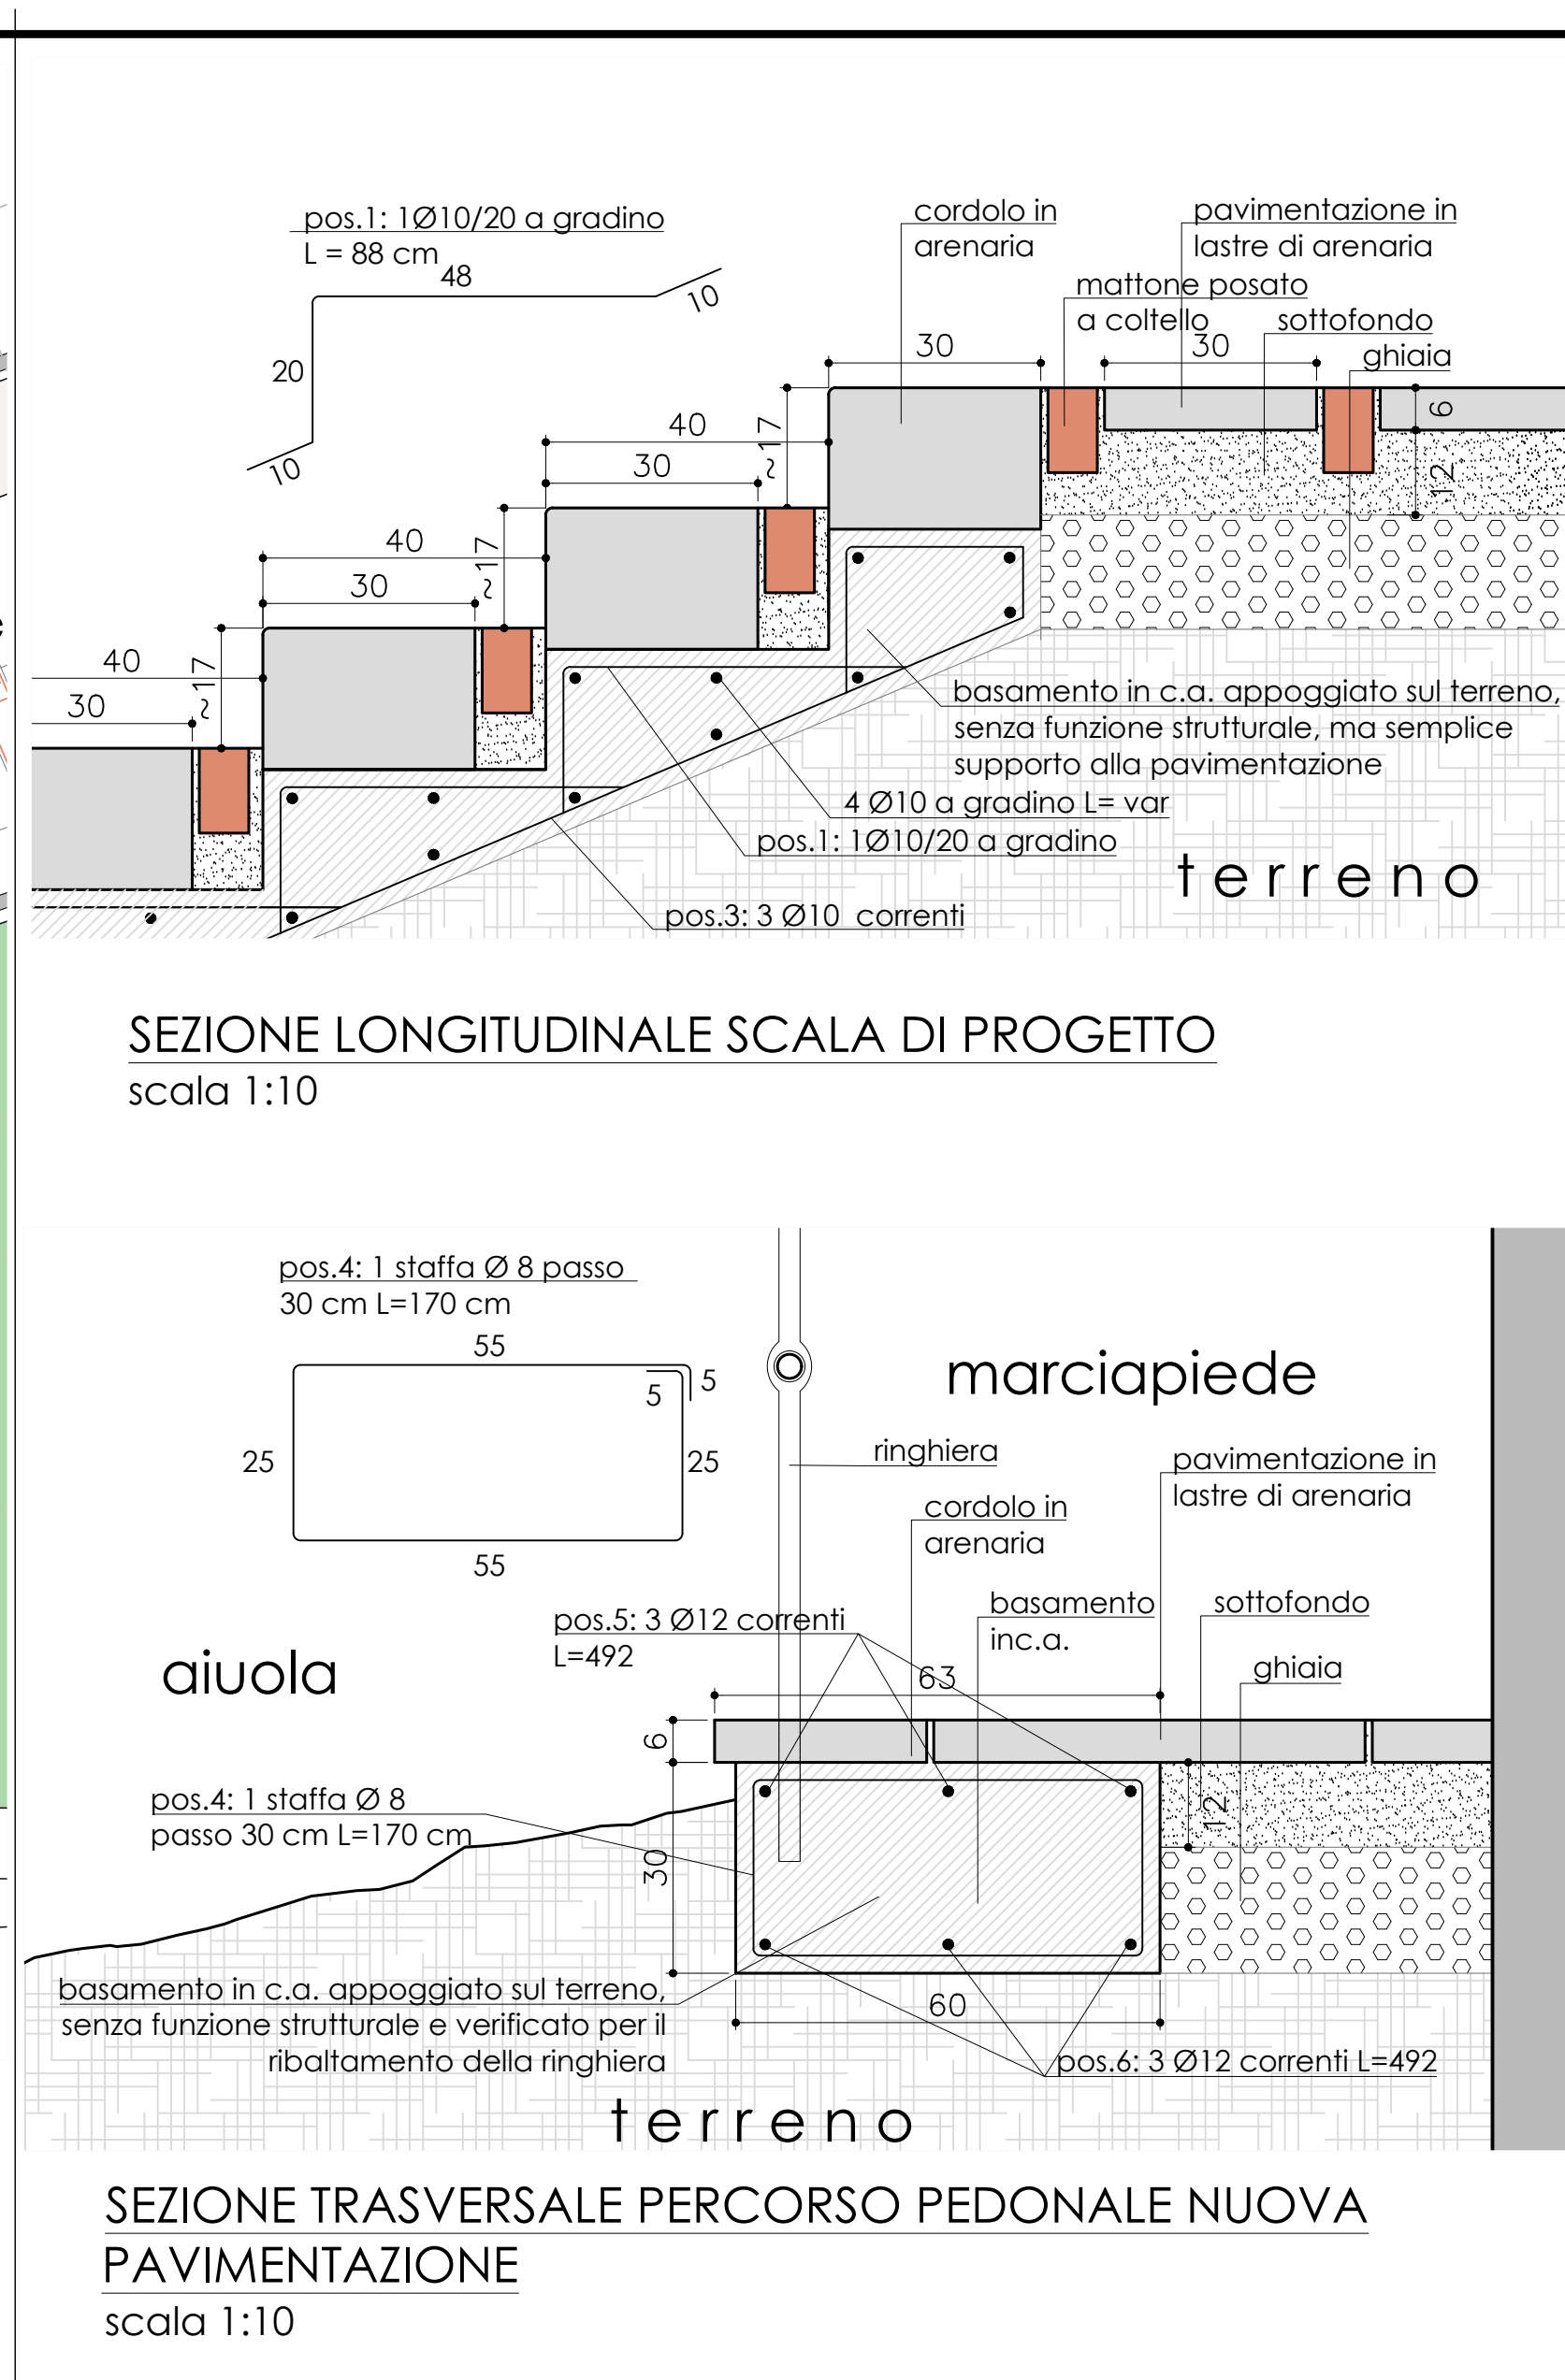 pos.1: 1Ø10/20 a gradino
L = 88 cm
48
10
20
10
cordolo in
arenaria
pavimentazione in
lastre di arenaria
mattone posato
a coltello
sottofondo
ghiaia
30
30
6
12
40
30
~17
40
30
~17
40
30
~17
basamento in c.a. appoggiato sul terreno,
senza funzione strutturale, ma semplice
supporto alla pavimentazione
4 Ø10 a gradino L= var
pos.1: 1Ø10/20 a gradino
terreno
pos.3: 3 Ø10 correnti
SEZIONE LONGITUDINALE SCALA DI PROGETTO
scala 1:10
pos.4: 1 staffa Ø 8 passo
30 cm L=170 cm
55
5
5
25
25
55
marciapiede
ringhiera
pavimentazione in
lastre di arenaria
cordolo in
arenaria
basamento
inc.a.
sottofondo
ghiaia
pos.5: 3 Ø12 correnti
L=492
aiuola
63
6
30
12
pos.4: 1 staffa Ø 8
passo 30 cm L=170 cm
basamento in c.a. appoggiato sul terreno,
senza funzione strutturale e verificato per il
ribaltamento della ringhiera
60
pos.6: 3 Ø12 correnti L=492
terreno
SEZIONE TRASVERSALE PERCORSO PEDONALE NUOVA
PAVIMENTAZIONE
scala 1:10